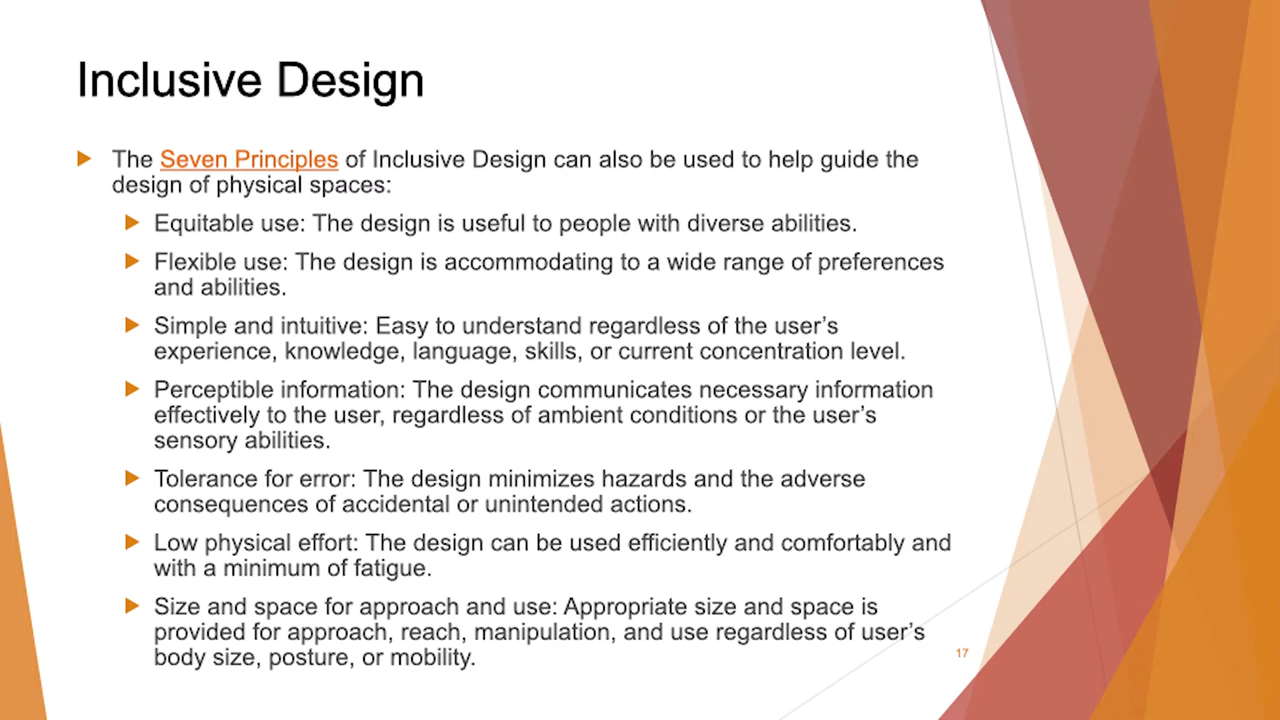 Inclusive Design
The Seven Principles of Inclusive Design can also be used to help guide the
design of physical spaces:
Equitable use: The design is useful to people with diverse abilities.
Flexible use: The design is accommodating to a wide range of preferences
and abilities.
Simple and intuitive: Easy to understand regardless of the user’s
experience, knowledge, language, skills, or current concentration level.
Perceptible information: The design communicates necessary information
effectively to the user, regardless of ambient conditions or the user’s
sensory abilities.
Tolerance for error: The design minimizes hazards and the adverse
consequences of accidental or unintended actions.
Low physical effort: The design can be used efficiently and comfortably and
with a minimum of fatigue.
Size and space for approach and use: Appropriate size and space is
provided for approach, reach, manipulation, and use regardless of user’s
body size, posture, or mobility.
17